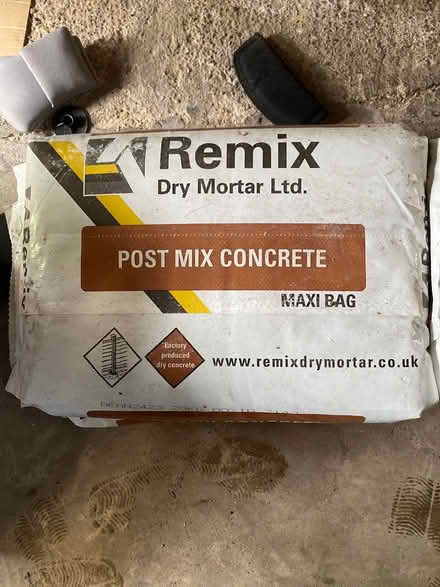 Remix
Dry Mortar Ltd.
POST MIX CONCRETE
MAXI BAG
"Factory
produced
dry concrete
www.remixdrymortar.co.uk